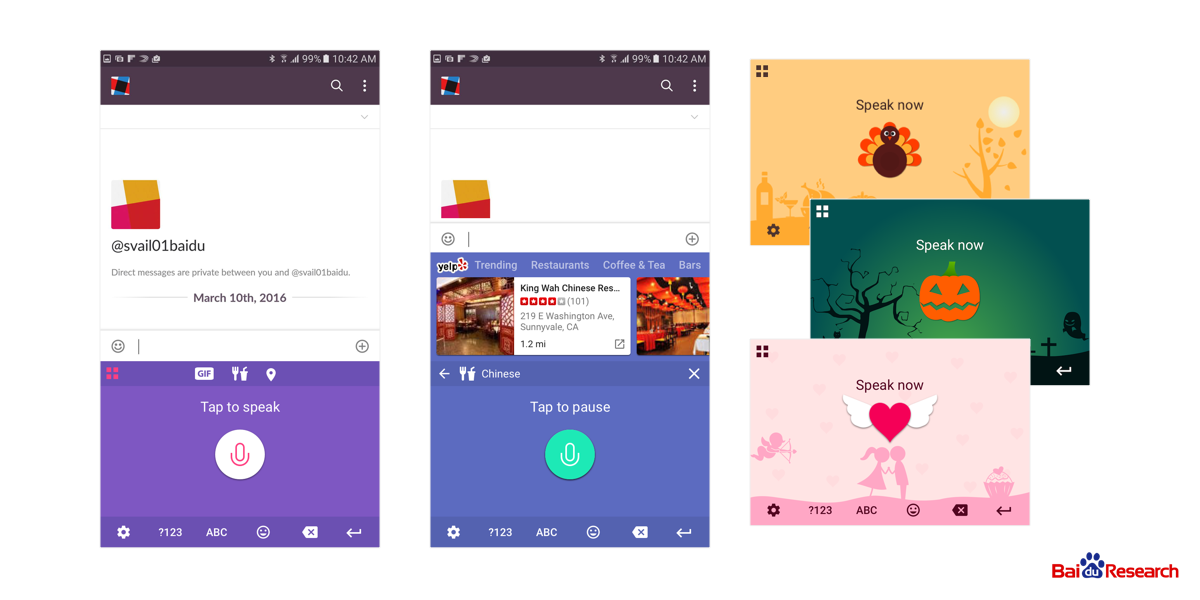 99% 10:42 AM
@svail01baidu
Direct messages are private between you and @svail01baidu.
March 10th, 2016
GIF
Tap to speak
?123 ABC
99% 10:42 AM
yelp Trending Restaurants Coffee & Tea Bars
King Wah Chinese Res...
(101)
219 E Washington Ave,
Sunnyvale, CA
1.2 mi
Chinese
Tap to pause
?123 ABC
Speak now
Speak now
Speak now
?123 ABC
Bai du Research